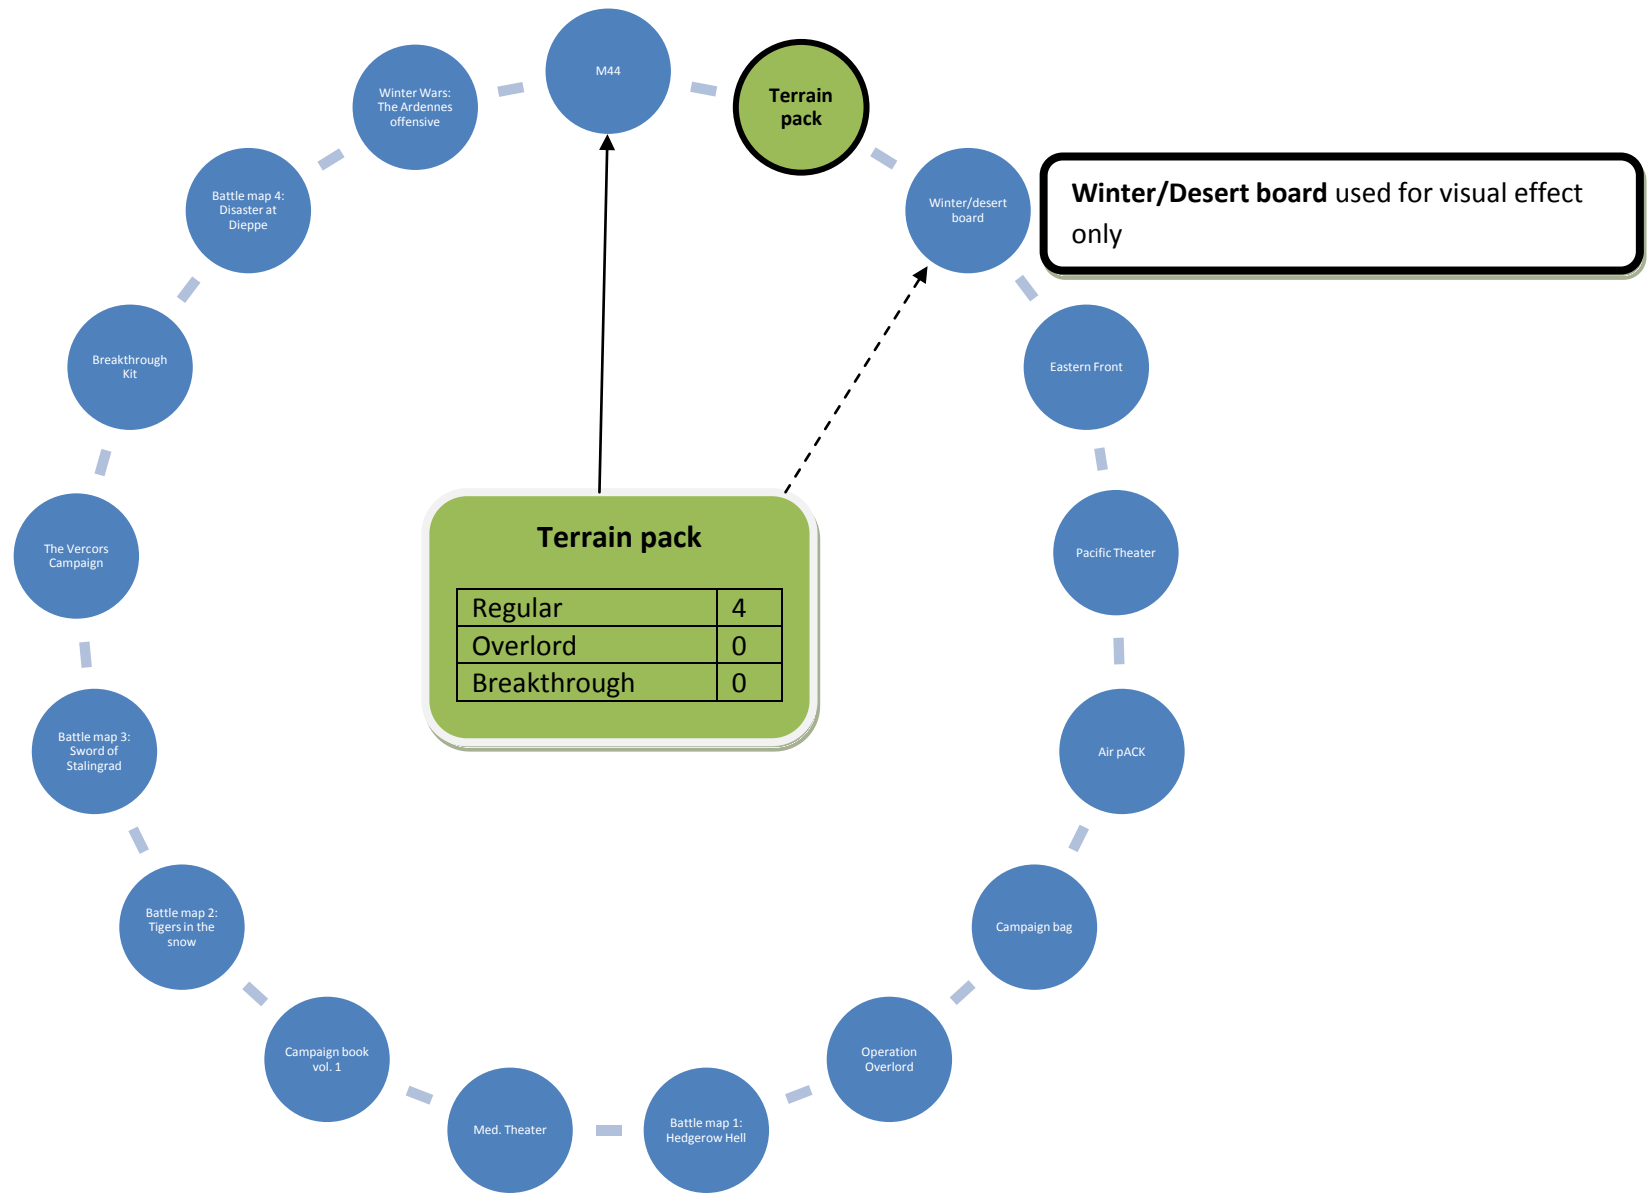 M44
Terrain
pack
Winter Wars:
The Ardennes
offensive
Winter/desert
board
Winter/Desert board used for visual effect
only
Battle map 4:
Disaster at
Dieppe
Eastern Front
Breakthrough
Kit
Pacific Theater
The Vercors
Campaign
Terrain pack
Regular 4
Overlord 0
Breakthrough 0
Air pACK
Battle map 3:
Sword of
Stalingrad
Campaign bag
Battle map 2:
Tigers in the
snow
Operation
Overlord
Campaign book
vol. 1
Battle map 1:
Hedgerow Hell
Med. Theater